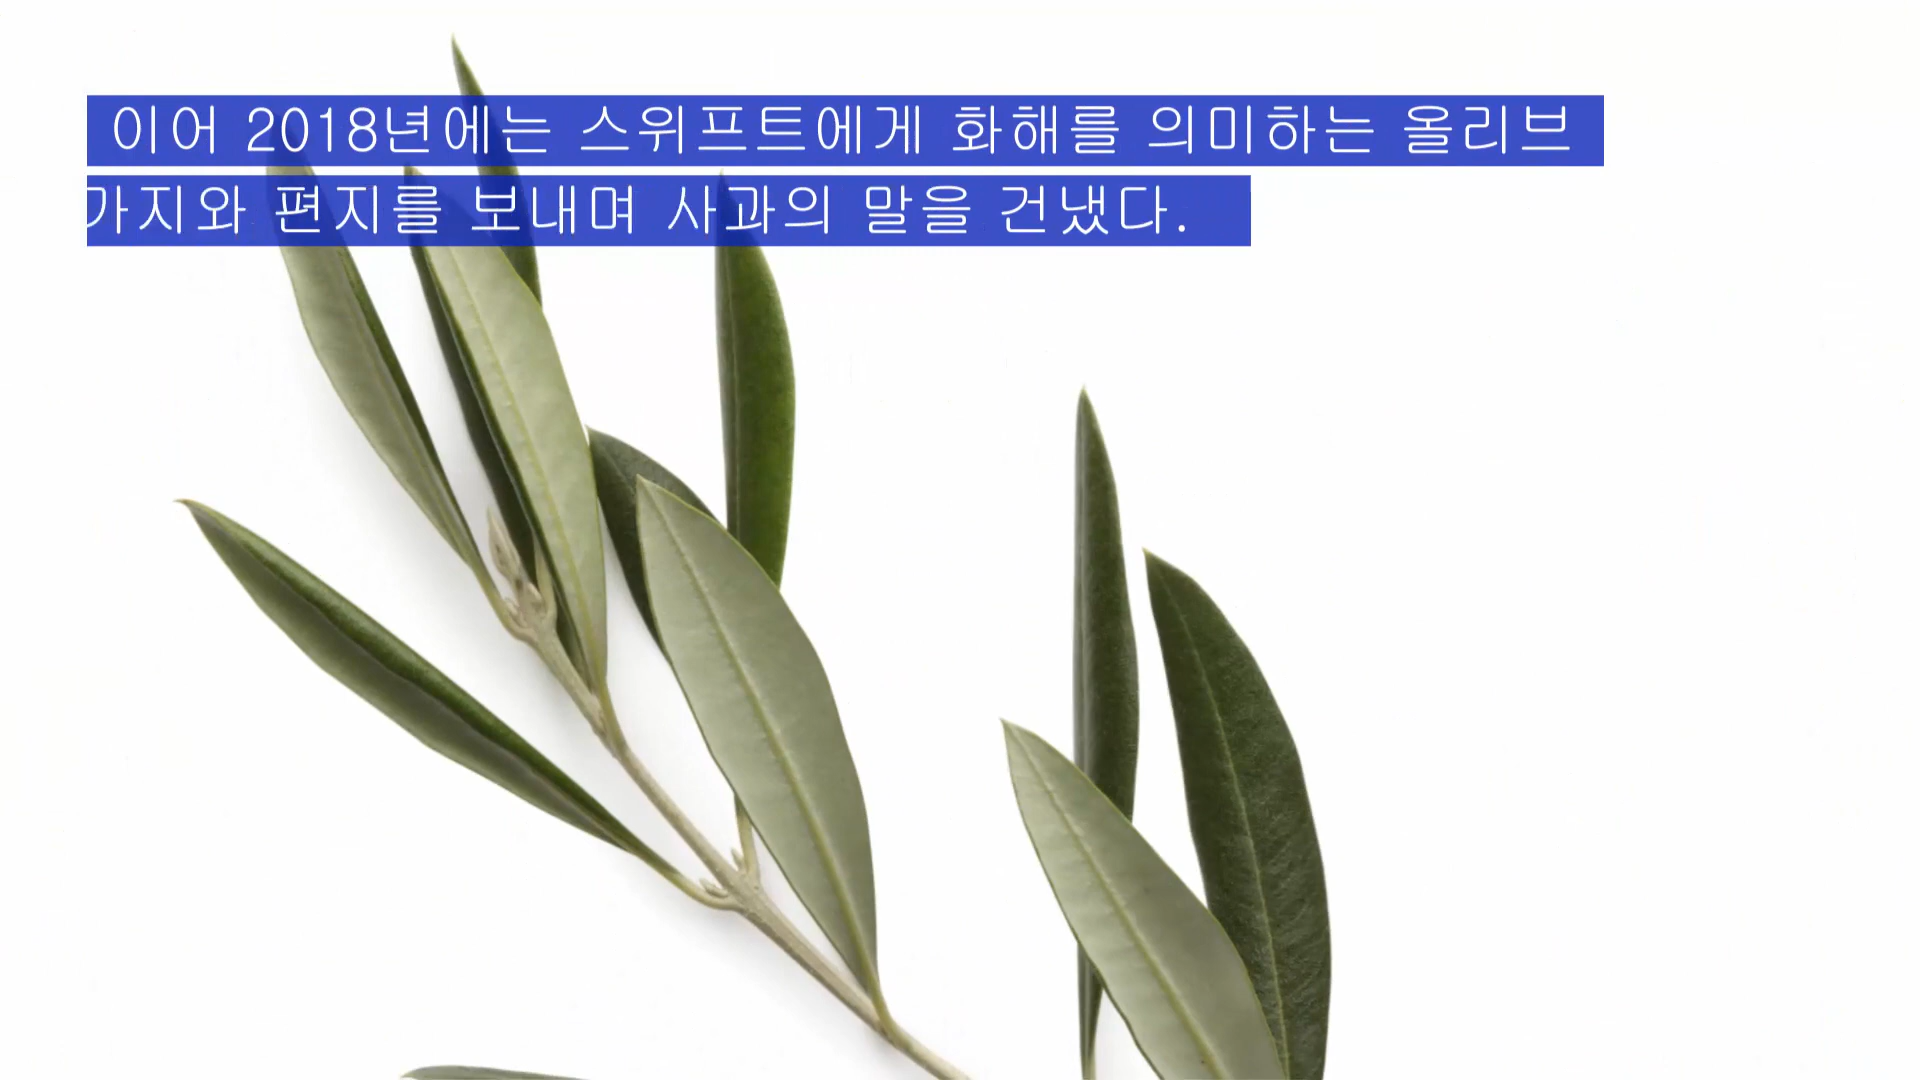 이어 2018년에는 스위프트에게 화해를 의미하는 올리브
가지와 편지를 보내며 사과의 말을 건냈다.